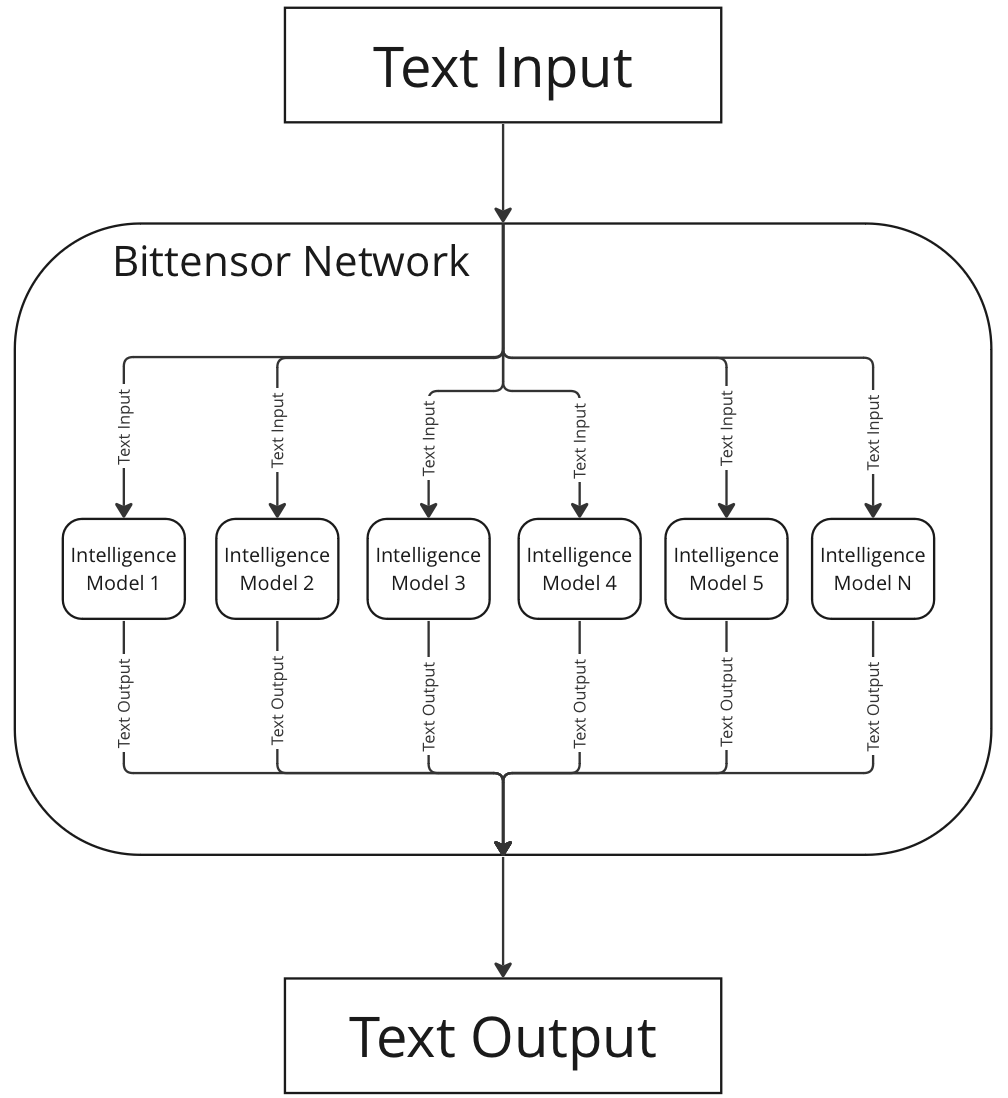 Text Input
Bittensor Network
Text Input
Text Input
Text Input
Text Input
Text Input
Text Input
Intelligence
Model 1
Intelligence
Model 2
Intelligence
Model 3
Intelligence
Model 4
Intelligence
Model 5
Intelligence
Model N
Text Output
Text Output
Text Output
Text Output
Text Output
Text Output
Text Output